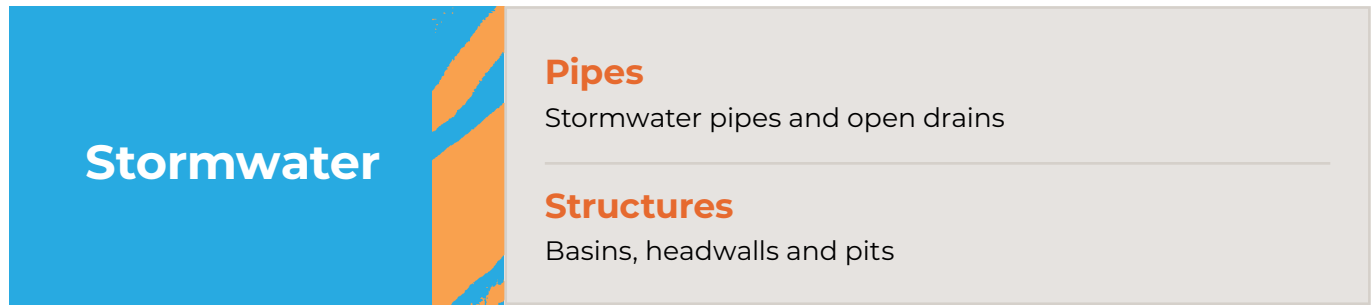 Stormwater
Pipes
Stormwater pipes and open drains
Structures
Basins, headwalls and pits